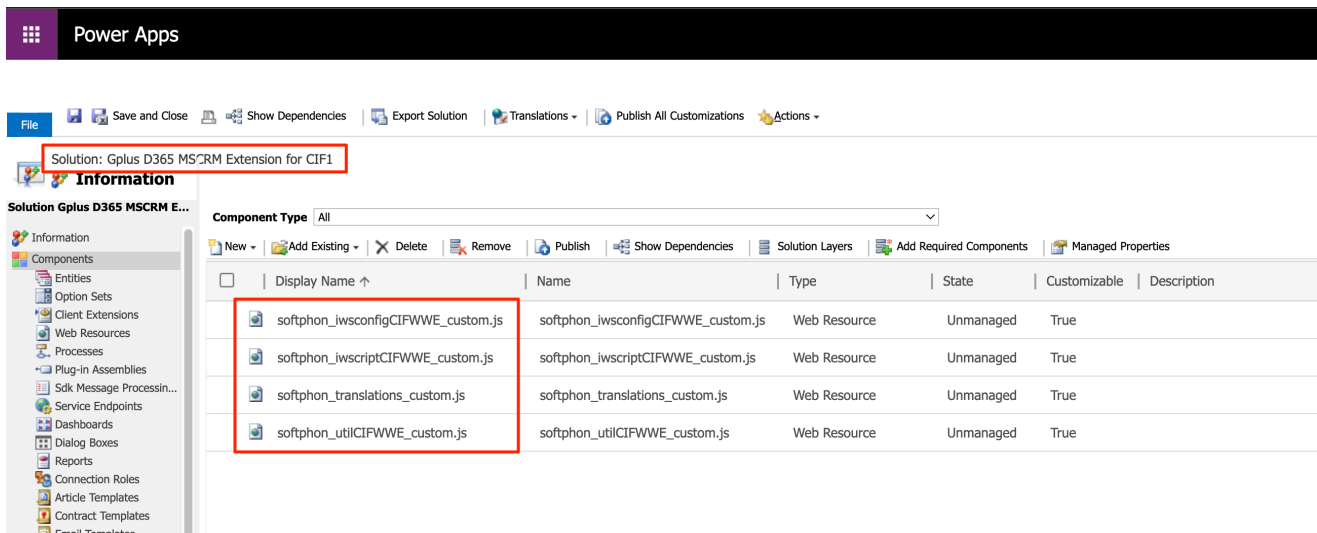 Power Apps
File Save and Close Show Dependencies Export Solution Translations Publish All Customizations Actions
Solution: Gplus D365 MSCRM Extension for CIF1
Information
Solution Gplus D365 MSCRM E...
Component Type All
Information
Components
Entities
Option Sets
Client Extensions
Web Resources
Processes
Plug-in Assemblies
Sdk Message Processin...
Service Endpoints
Dashboards
Dialog Boxes
Reports
Connection Roles
Article Templates
Contract Templates
Email Templates
New Add Existing Delete Remove Publish Show Dependencies Solution Layers Add Required Components Managed Properties
Display Name Name Type State Customizable Description
softphon_iwsconfigCIFWWE_custom.js softphon_iwsconfigCIFWWE_custom.js Web Resource Unmanaged True
softphon_iwscriptCIFWWE_custom.js softphon_iwscriptCIFWWE_custom.js Web Resource Unmanaged True
softphon_translations_custom.js softphon_translations_custom.js Web Resource Unmanaged True
softphon_utilCIFWWE_custom.js softphon_utilCIFWWE_custom.js Web Resource Unmanaged True